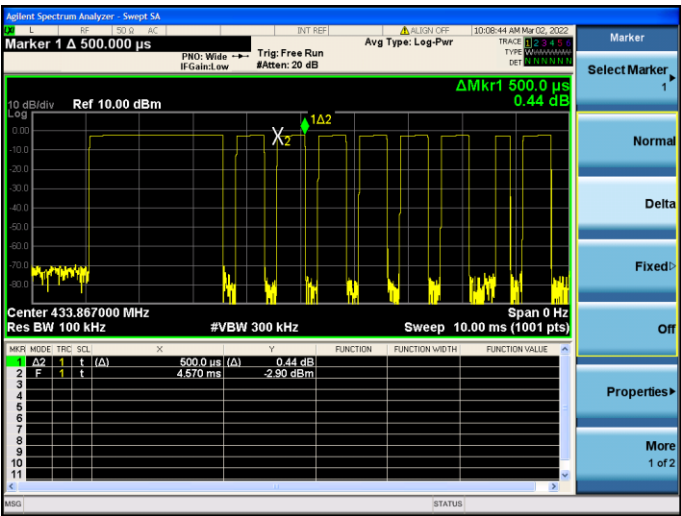 Agilent Spectrum Analyzer - Swept SA
L RF 50 Ω AC INT REF ALIGN OFF 10:08:44 AM Mar 02, 2022
Marker 1 Δ 500.000 µs
PNO: Wide
IFGain:Low
Trig: Free Run
#Atten: 20 dB
Avg Type: Log-Pwr
TRACE 1 2 3 4 5 6
TYPE W
DET N N N N N N
ΔMkr1 500.0 µs
0.44 dB
10 dB/div Ref 10.00 dBm
Log
0.00
-10.0
-20.0
-30.0
-40.0
-50.0
-60.0
-70.0
-80.0
1Δ2
2
Center 433.867000 MHz
Span 0 Hz
Res BW 100 kHz #VBW 300 kHz Sweep 10.00 ms (1001 pts)
MKR MODE TRC SCL X Y FUNCTION FUNCTION WIDTH FUNCTION VALUE
1 Δ2 1 t (Δ) 500.0 µs (Δ) 0.44 dB
2 F 1 t 4.570 ms -2.90 dBm
3
4
5
6
7
8
9
10
11
MSG STATUS
Marker
Select Marker
1
Normal
Delta
Fixed
Off
Properties
More
1 of 2